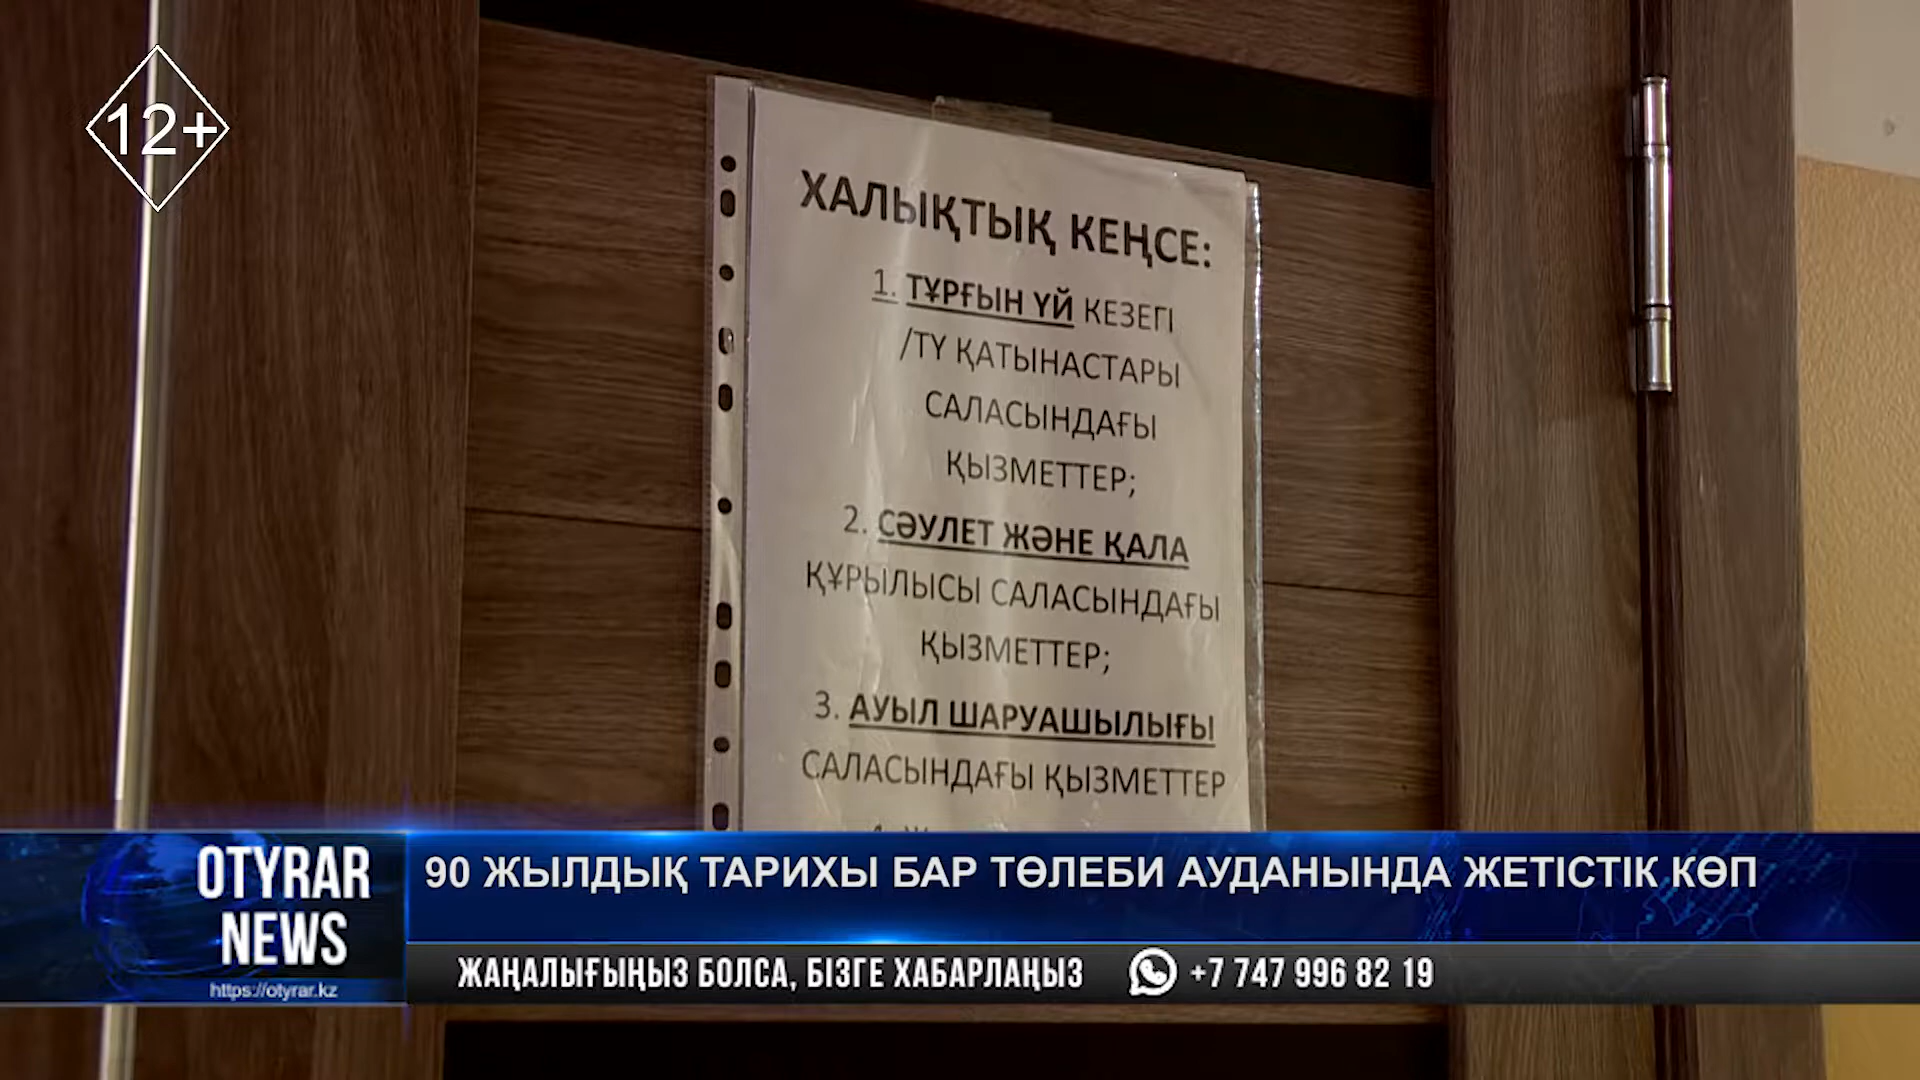 12+
ХАЛЫҚТЫҚ КЕҢСЕ:
1. ТҰРҒЫН ҮЙ КЕЗЕГІ
/ТҮ ҚАТЫНАСТАРЫ
САЛАСЫНДАҒЫ
ҚЫЗМЕТТЕР;
2. СӘУЛЕТ ЖӘНЕ ҚАЛА
ҚҰРЫЛЫСЫ САЛАСЫНДАҒЫ
ҚЫЗМЕТТЕР;
3. АУЫЛ ШАРУАШЫЛЫҒЫ
САЛАСЫНДАҒЫ ҚЫЗМЕТТЕР
OTYRAR
NEWS
https://otyrar.kz
90 ЖЫЛДЫҚ ТАРИХЫ БАР ТӨЛЕБИ АУДАНЫНДА ЖЕТІСТІК КӨП
ЖАҢАЛЫҒЫҢЫЗ БОЛСА, БІЗГЕ ХАБАРЛАҢЫЗ +7 747 996 82 19